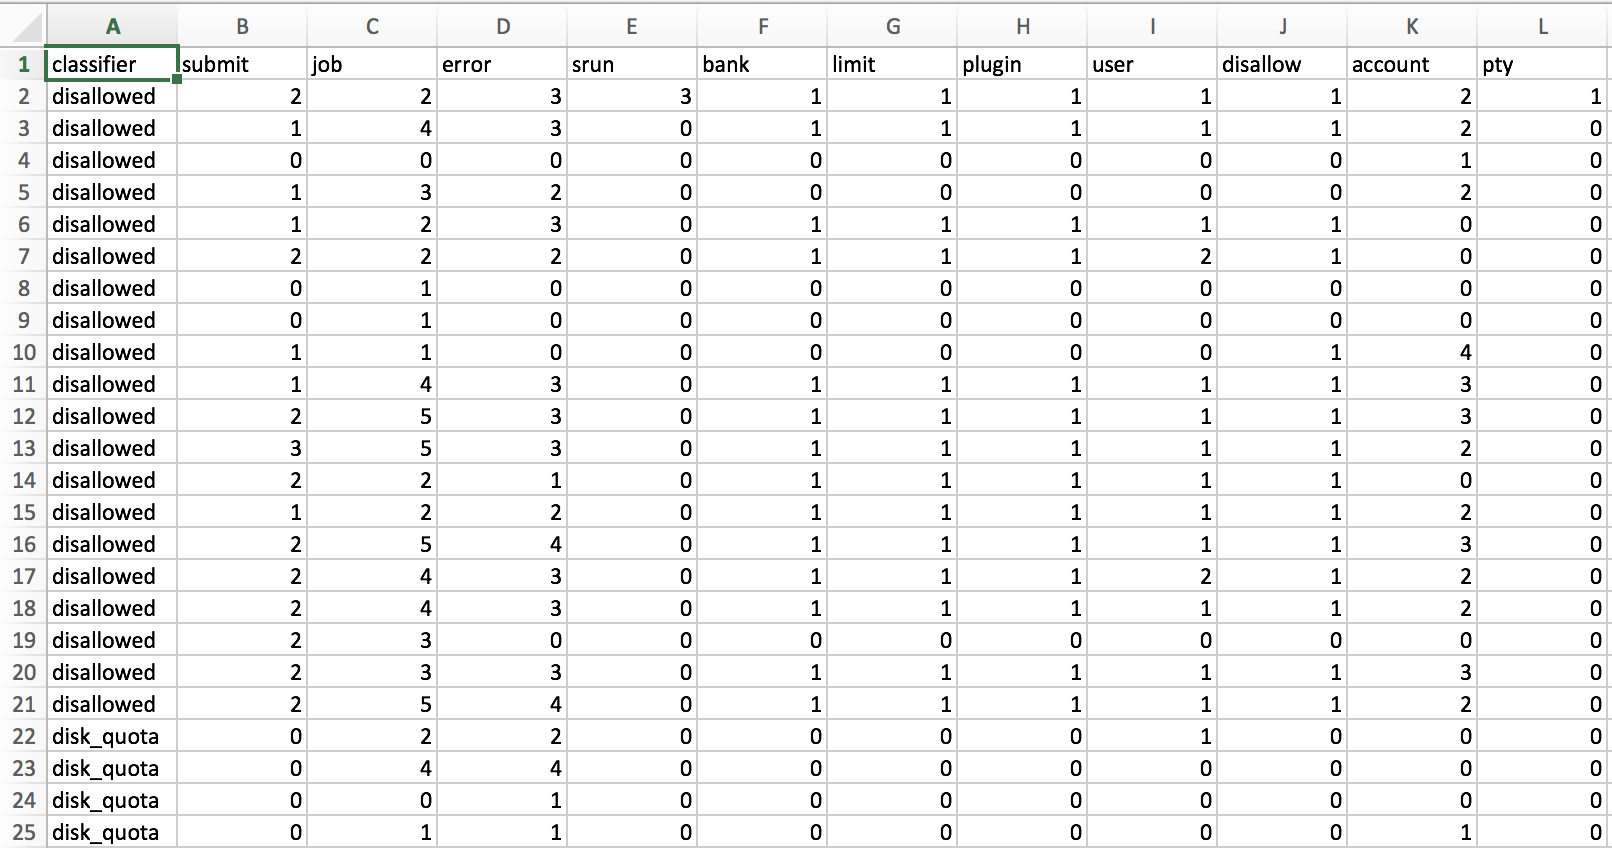 A B C D E F G H I J K L
1 classifier submit job error srun bank limit plugin user disallow account pty
2 disallowed 2 2 3 3 1 1 1 1 1 2 1
3 disallowed 1 4 3 0 1 1 1 1 1 2 0
4 disallowed 0 0 0 0 0 0 0 0 0 1 0
5 disallowed 1 3 2 0 0 0 0 0 0 2 0
6 disallowed 1 2 3 0 1 1 1 1 1 0 0
7 disallowed 2 2 2 0 1 1 1 2 1 0 0
8 disallowed 0 1 0 0 0 0 0 0 0 0 0
9 disallowed 0 1 0 0 0 0 0 0 0 0 0
10 disallowed 1 1 0 0 0 0 0 0 1 4 0
11 disallowed 1 4 3 0 1 1 1 1 1 3 0
12 disallowed 2 5 3 0 1 1 1 1 1 3 0
13 disallowed 3 5 3 0 1 1 1 1 1 2 0
14 disallowed 2 2 1 0 1 1 1 1 1 0 0
15 disallowed 1 2 2 0 1 1 1 1 1 2 0
16 disallowed 2 5 4 0 1 1 1 1 1 3 0
17 disallowed 2 4 3 0 1 1 1 2 1 2 0
18 disallowed 2 4 3 0 1 1 1 1 1 2 0
19 disallowed 2 3 0 0 0 0 0 0 0 0 0
20 disallowed 2 3 3 0 1 1 1 1 1 3 0
21 disallowed 2 5 4 0 1 1 1 1 1 2 0
22 disk_quota 0 2 2 0 0 0 0 1 0 0 0
23 disk_quota 0 4 4 0 0 0 0 0 0 0 0
24 disk_quota 0 0 1 0 0 0 0 0 0 0 0
25 disk_quota 0 1 1 0 0 0 0 0 0 1 0